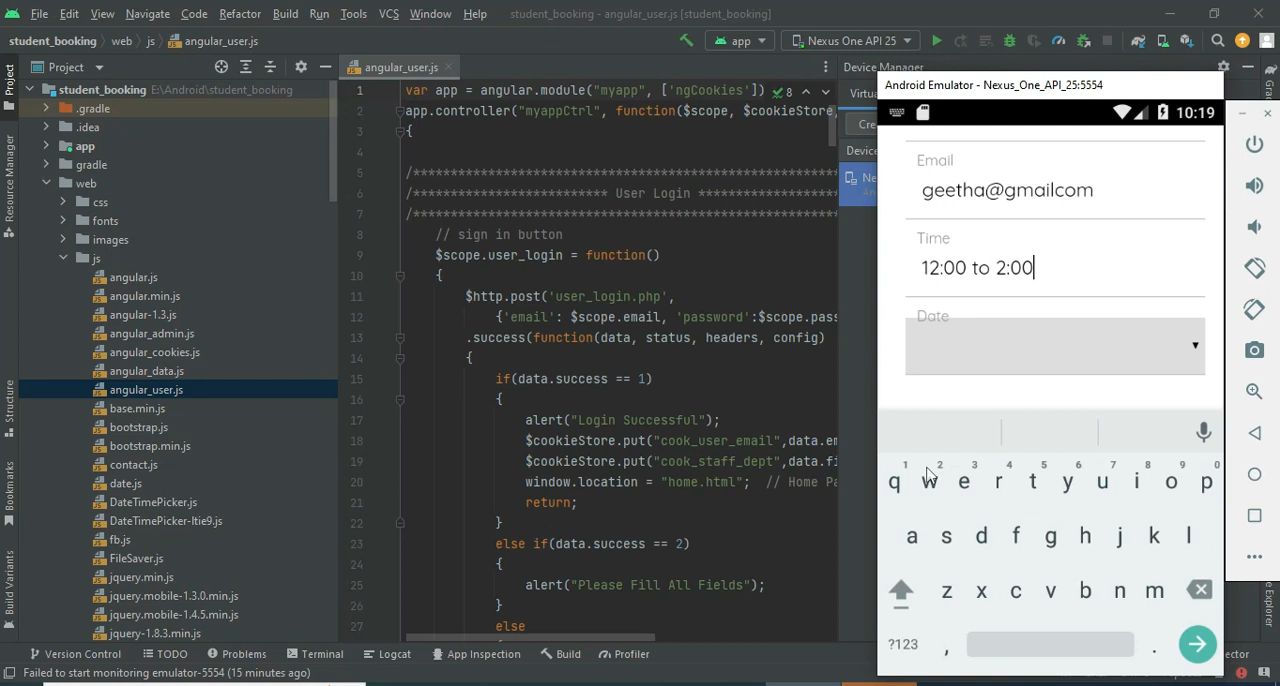 File Edit View Navigate Code Refactor Build Run Tools VCS Window Help student_booking - angular_user.js [student_booking]
student_booking web js angular_user.js app Nexus One API 25
Project angular_user.js Device Manager
Android Emulator - Nexus_One_API_25:5554
Project
Resource Manager
Structure
Bookmarks
Build Variants
student_booking E:\Android\student_booking
.gradle
.idea
app
gradle
web
css
fonts
images
js
angular.js
angular.min.js
angular-1.3.js
angular_admin.js
angular_cookies.js
angular_data.js
angular_user.js
base.min.js
bootstrap.js
bootstrap.min.js
contact.js
date.js
DateTimePicker.js
DateTimePicker-ltie9.js
fb.js
FileSaver.js
jquery.min.js
jquery.mobile-1.3.0.min.js
jquery.mobile-1.4.5.min.js
jquery-1.8.3.min.js
1 var app = angular.module("myapp", ['ngCookies']) 8
2 app.controller("myappCtrl", function($scope, $cookieStore,
3 {
4
5 /****************************************************
6 /************************** User Login **************
7 /****************************************************
8 // sign in button
9 $scope.user_login = function()
10 {
11 $http.post('user_login.php',
12 {'email': $scope.email, 'password':$scope.pass
13 .success(function(data, status, headers, config)
14 {
15 if(data.success == 1)
16 {
17 alert("Login Successful");
18 $cookieStore.put("cook_user_email",data.em
19 $cookieStore.put("cook_staff_dept",data.fi
20 window.location = "home.html"; // Home Pa
21 return;
22 }
23 else if(data.success == 2)
24 {
25 alert("Please Fill All Fields");
26 }
27 else
Virtu
Cre
Device
Ne
10:19
Email
geetha@gmailcom
Time
12:00 to 2:00
Date
1 2 3 4 5 6 7 8 9 0
q w e r t y u i o p
a s d f g h j k l
z x c v b n m
?123 , .
Version Control TODO Problems Terminal Logcat App Inspection Build Profiler
Failed to start monitoring emulator-5554 (15 minutes ago)